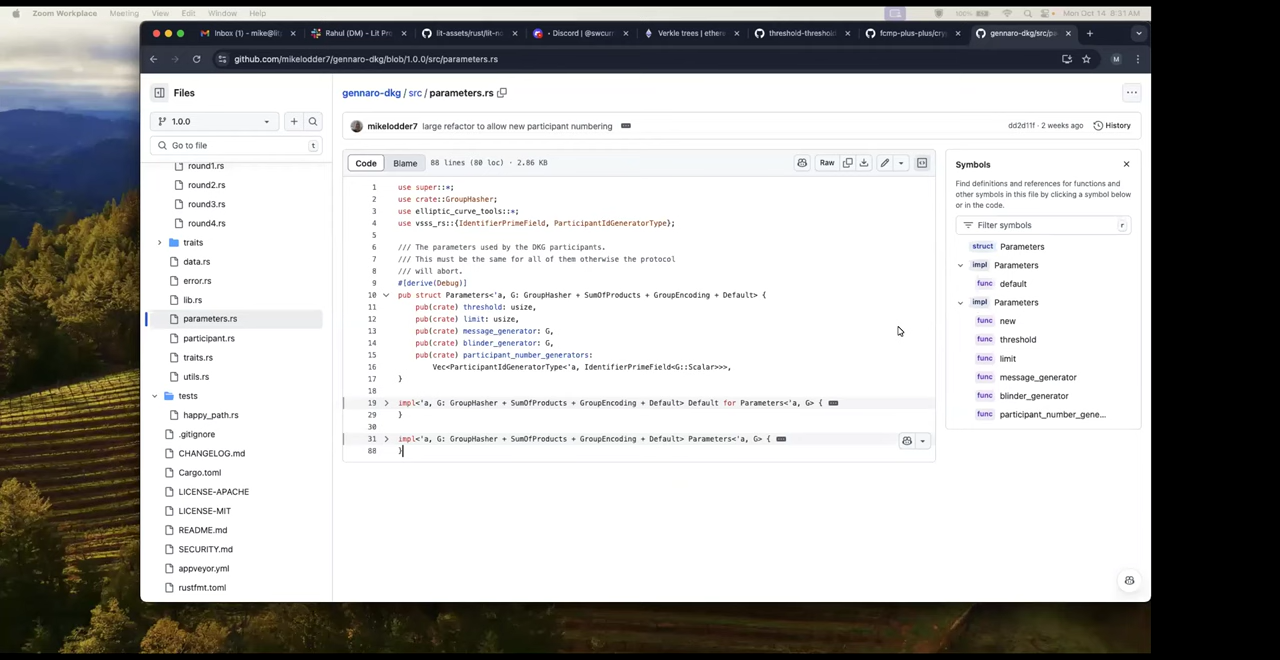 Zoom Workplace Meeting View Edit Window Help
100% Mon Oct 14 8:31 AM
Inbox (1) - mike@lit
Rahul (DM) - Lit Pro
lit-assets/rust/lit-no
• Discord | @swcur
Verkle trees | ethere
threshold-threshold
fcmp-plus-plus/cry
gennaro-dkg/src/pa
github.com/mikelodder7/gennaro-dkg/blob/1.0.0/src/parameters.rs
M
Files
1.0.0
Go to file
t
round1.rs
round2.rs
round3.rs
round4.rs
traits
data.rs
error.rs
lib.rs
parameters.rs
participant.rs
traits.rs
utils.rs
tests
happy_path.rs
.gitignore
CHANGELOG.md
Cargo.toml
LICENSE-APACHE
LICENSE-MIT
README.md
SECURITY.md
appveyor.yml
rustfmt.toml
gennaro-dkg / src / parameters.rs
mikelodder7 large refactor to allow new participant numbering
dd2d11f · 2 weeks ago
History
Code
Blame
88 lines (80 loc) · 2.86 KB
Raw
1 use super::*;
2 use crate::GroupHasher;
3 use elliptic_curve_tools::*;
4 use vsss_rs::{IdentifierPrimeField, ParticipantIdGeneratorType};
5
6 /// The parameters used by the DKG participants.
7 /// This must be the same for all of them otherwise the protocol
8 /// will abort.
9 #[derive(Debug)]
10 pub struct Parameters<'a, G: GroupHasher + SumOfProducts + GroupEncoding + Default> {
11 pub(crate) threshold: usize,
12 pub(crate) limit: usize,
13 pub(crate) message_generator: G,
14 pub(crate) blinder_generator: G,
15 pub(crate) participant_number_generators:
16 Vec<ParticipantIdGeneratorType<'a, IdentifierPrimeField<G::Scalar>>>,
17 }
18
19 impl<'a, G: GroupHasher + SumOfProducts + GroupEncoding + Default> Default for Parameters<'a, G> {
29 }
30
31 impl<'a, G: GroupHasher + SumOfProducts + GroupEncoding + Default> Parameters<'a, G> {
88 }
Symbols
Find definitions and references for functions and
other symbols in this file by clicking a symbol below
or in the code.
Filter symbols
r
struct Parameters
impl Parameters
func default
impl Parameters
func new
func threshold
func limit
func message_generator
func blinder_generator
func participant_number_gene...